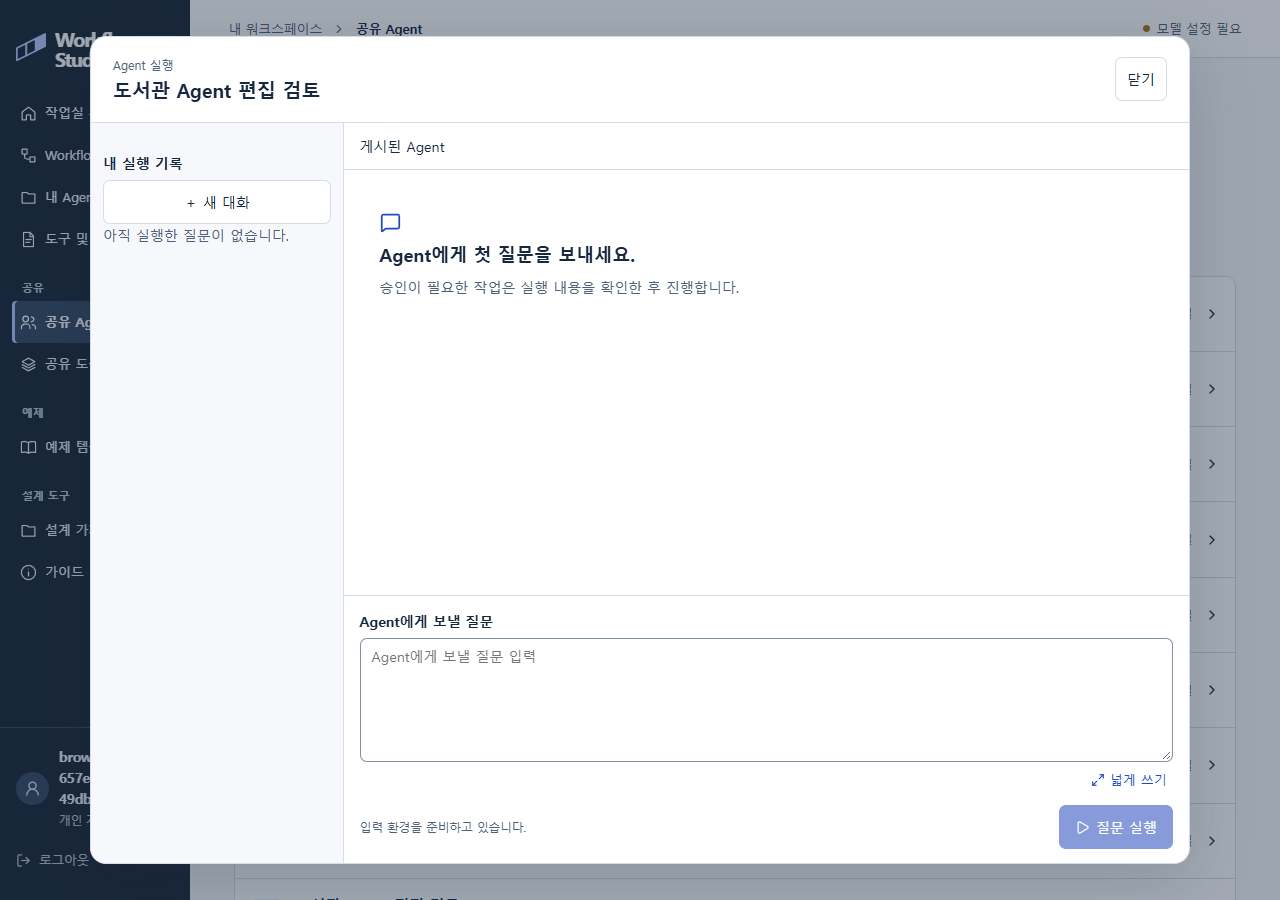 내 워크스페이스 > 공유 Agent
모델 설정 필요
작업실
내
도구 및
공유
공유
공유
예제
예제
설계 도구
설계
가이드
657e
49db
개인
로그아웃
Agent 실행
도서관 Agent 편집 검토
닫기
내 실행 기록
+ 새 대화
아직 실행한 질문이 없습니다.
게시된 Agent
Agent에게 첫 질문을 보내세요.
승인이 필요한 작업은 실행 내용을 확인한 후 진행합니다.
Agent에게 보낼 질문
Agent에게 보낼 질문 입력
넓게 쓰기
입력 환경을 준비하고 있습니다.
질문 실행